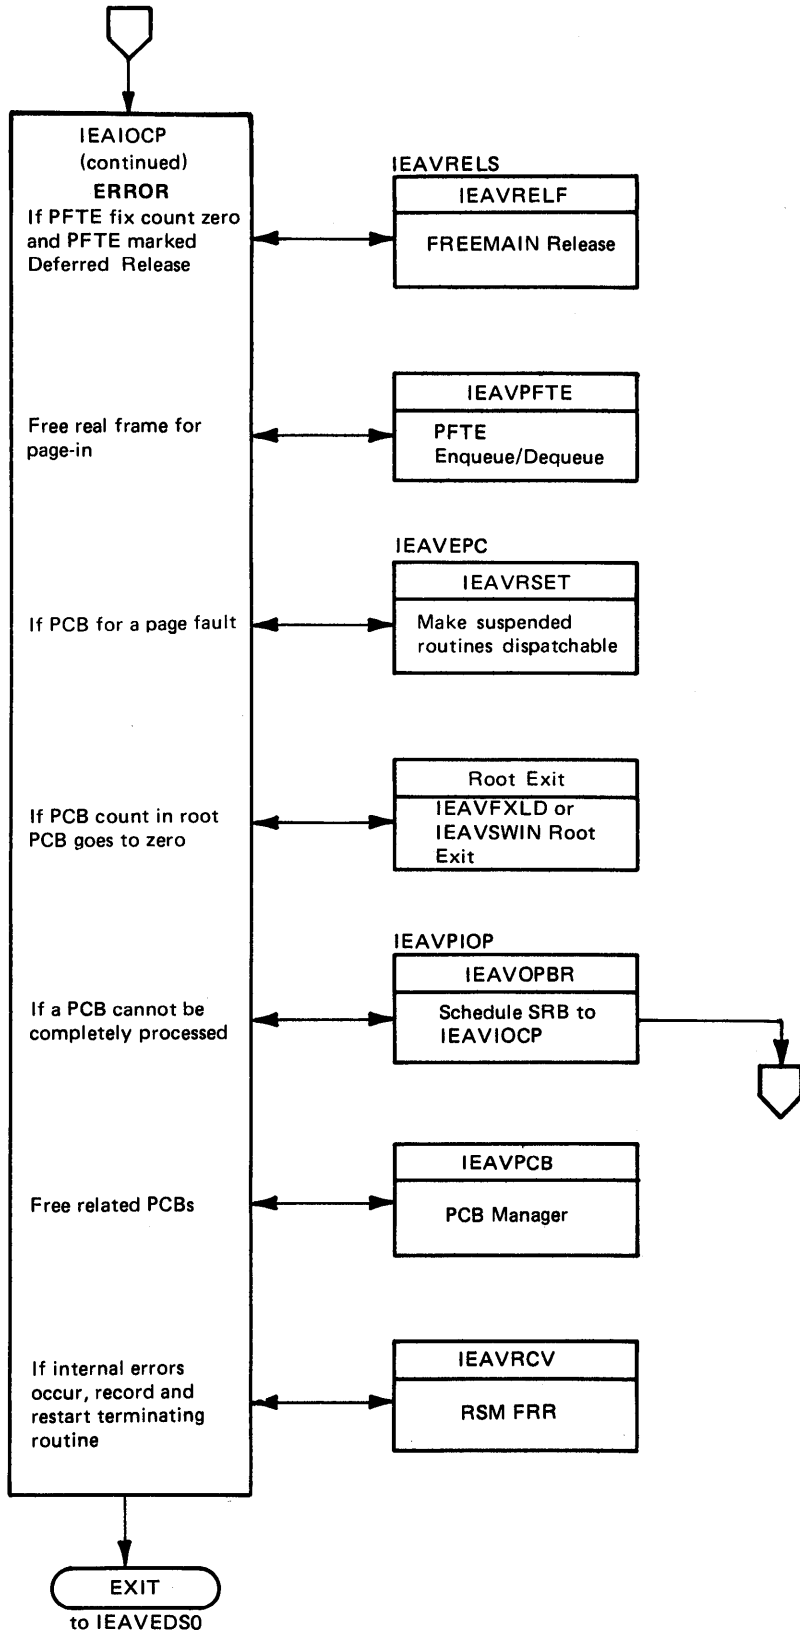 IEAIOCP
(continued)
ERROR
If PFTE fix count zero
and PFTE marked
Deferred Release
IEAVRELS
IEAVRELF
FREEMAIN Release
Free real frame for
page-in
IEAVPFTE
PFTE
Enqueue/Dequeue
If PCB for a page fault
IEAVEPC
IEAVRSET
Make suspended
routines dispatchable
If PCB count in root
PCB goes to zero
Root Exit
IEAVFXLD or
IEAVSWIN Root
Exit
If a PCB cannot be
completely processed
IEAVPIOP
IEAVOPBR
Schedule SRB to
IEAVIOCP
Free related PCBs
IEAVPCB
PCB Manager
If internal errors
occur, record and
restart terminating
routine
IEAVRCV
RSM FRR
EXIT
to IEAVEDS0